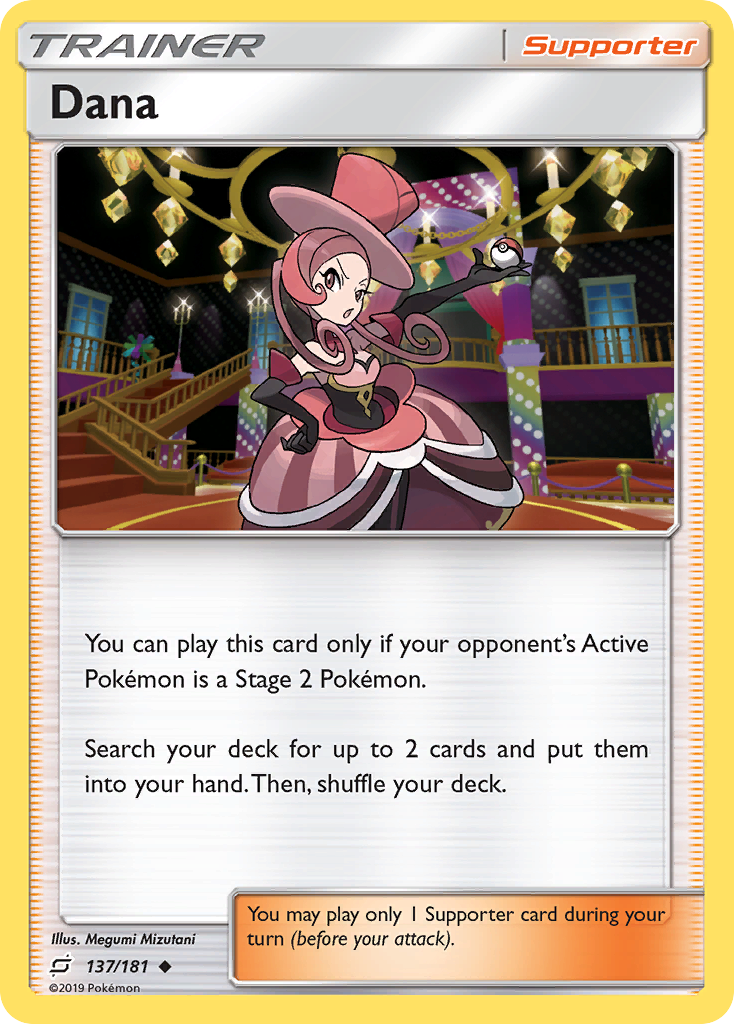 TRAINER
Supporter
Dana
You can play this card only if your opponent's Active
Pokémon is a Stage 2 Pokémon.
Search your deck for up to 2 cards and put them
into your hand. Then, shuffle your deck.
You may play only 1 Supporter card during your
turn (before your attack).
Illus. Megumi Mizutani
137/181
©2019 Pokémon